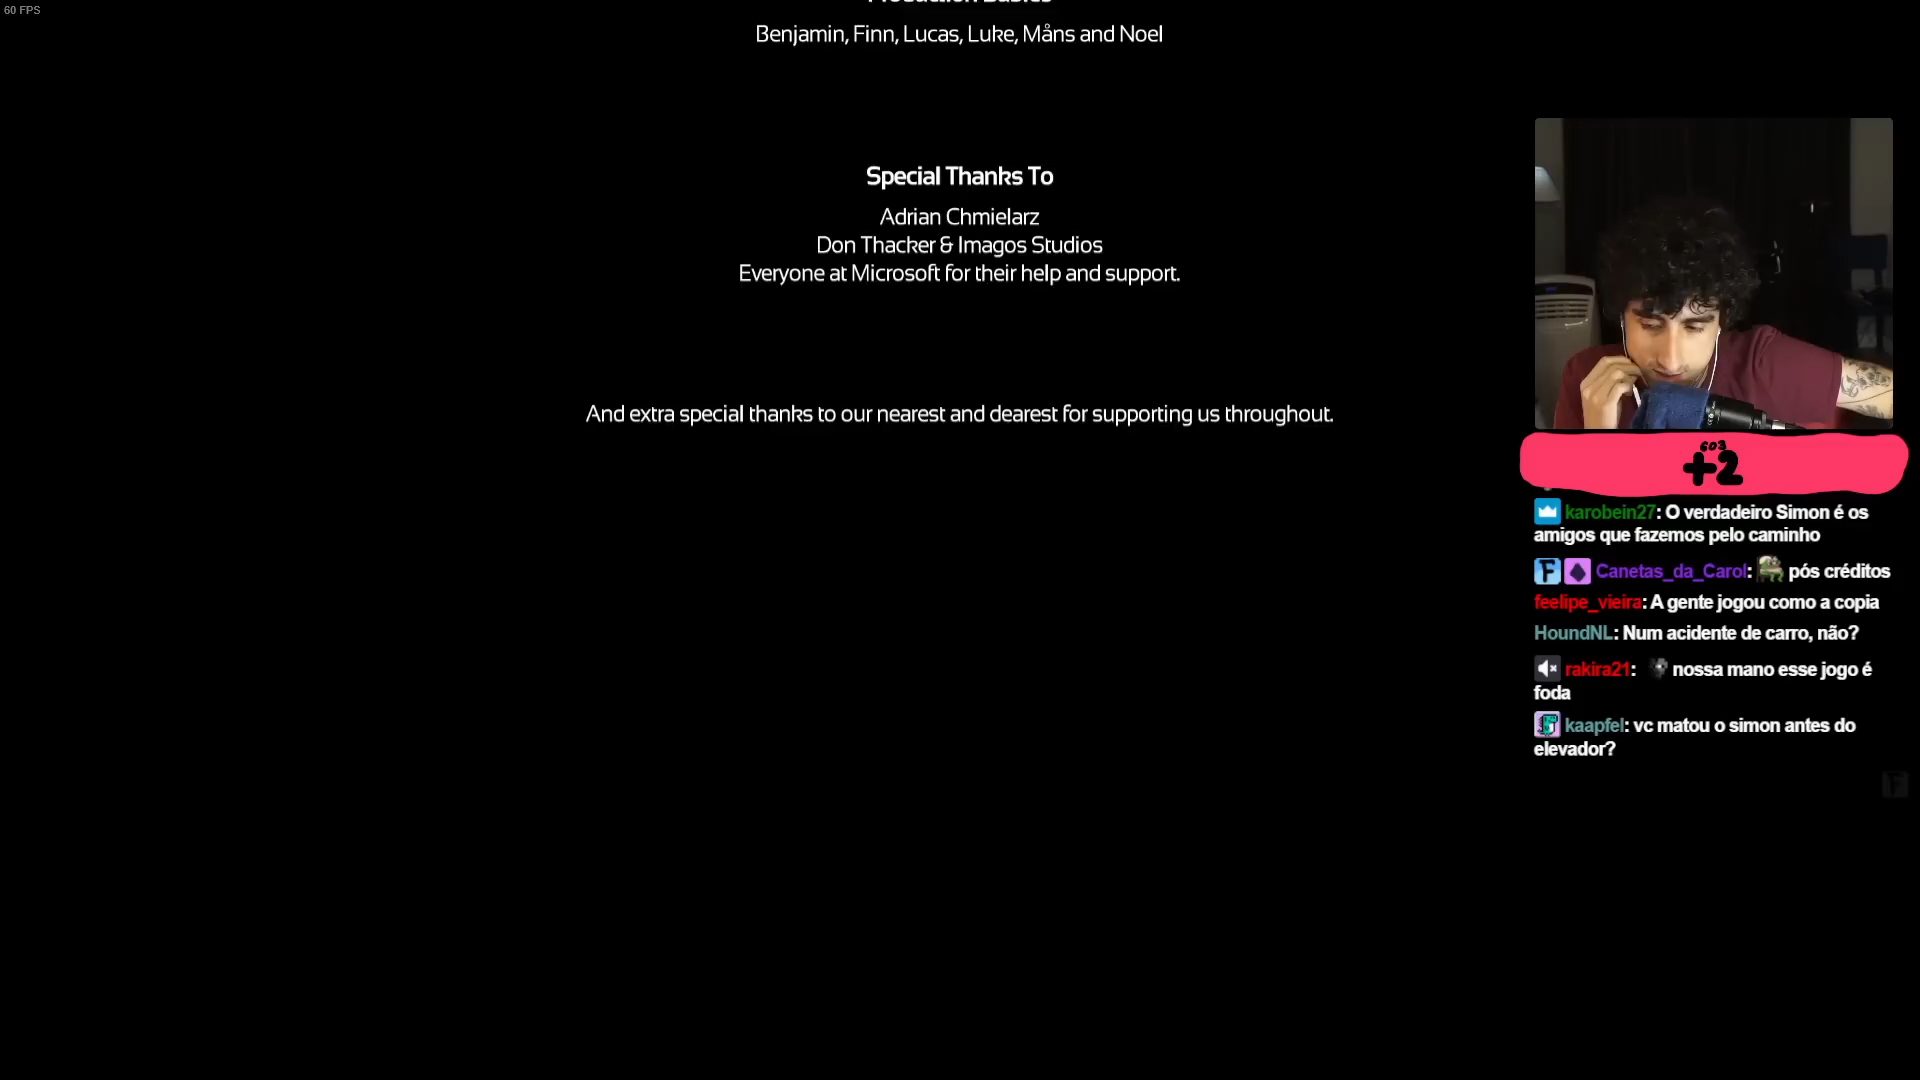 60 FPS
Benjamin, Finn, Lucas, Luke, Måns and Noel
Special Thanks To
Adrian Chmielarz
Don Thacker & Imagos Studios
Everyone at Microsoft for their help and support.
And extra special thanks to our nearest and dearest for supporting us throughout.
603
+2
karobein27: O verdadeiro Simon é os
amigos que fazemos pelo caminho
Canetas_da_Carol: pós créditos
feelipe_vieira: A gente jogou como a copia
HoundNL: Num acidente de carro, não?
rakira21: nossa mano esse jogo é
foda
kaapfel: vc matou o simon antes do
elevador?